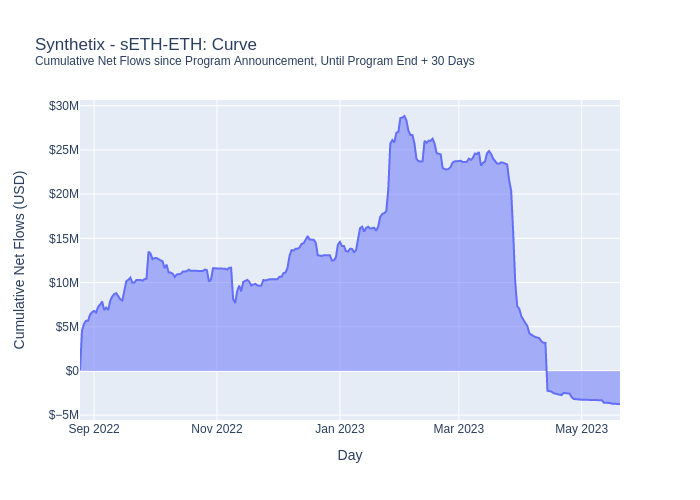 Synthetix - sETH-ETH: Curve
Cumulative Net Flows since Program Announcement, Until Program End + 30 Days
$30M
$25M
$20M
$15M
$10M
$5M
$0
$−5M
Cumulative Net Flows (USD)
Sep 2022 Nov 2022 Jan 2023 Mar 2023 May 2023
Day